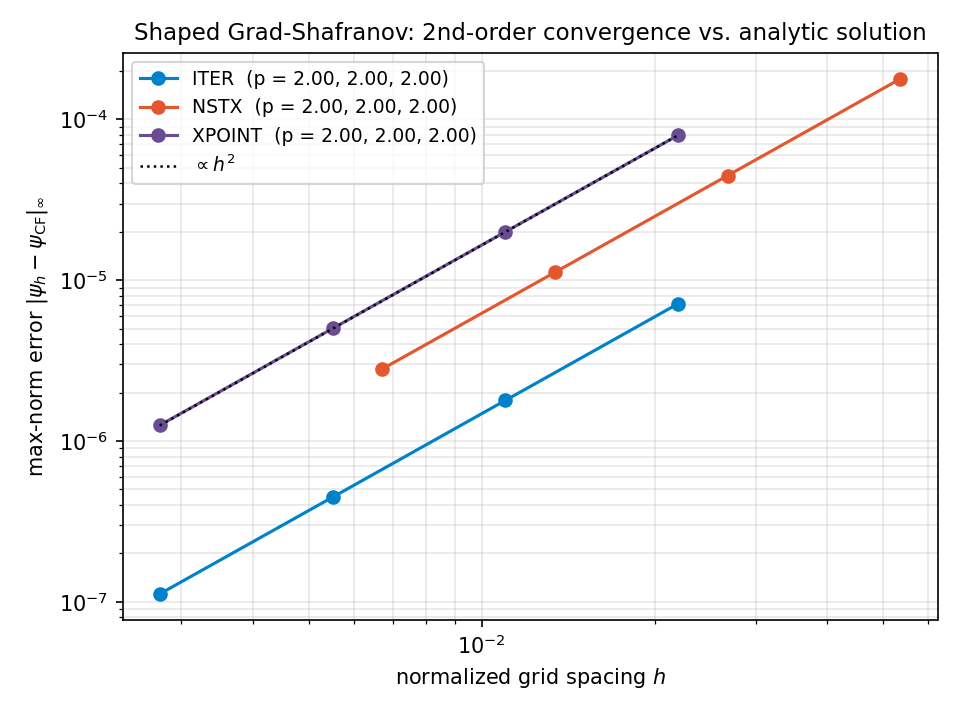 Shaped Grad-Shafranov: 2nd-order convergence vs. analytic solution
ITER (p = 2.00, 2.00, 2.00)
NSTX (p = 2.00, 2.00, 2.00)
XPOINT (p = 2.00, 2.00, 2.00)
∝ h²
10⁻⁴
10⁻⁵
10⁻⁶
10⁻⁷
max-norm error |ψₕ − ψ_CF|_∞
10⁻²
normalized grid spacing h